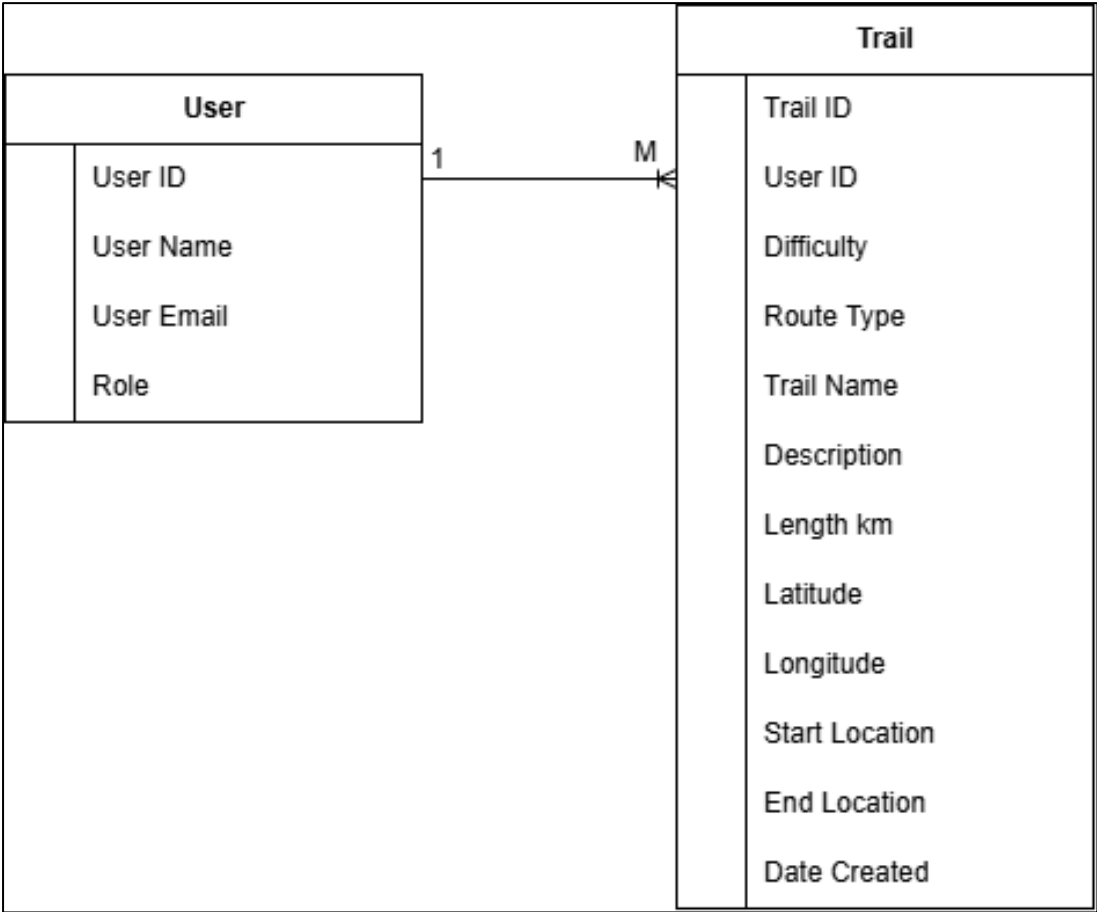 User
User ID
User Name
User Email
Role
1
M
Trail
Trail ID
User ID
Difficulty
Route Type
Trail Name
Description
Length km
Latitude
Longitude
Start Location
End Location
Date Created